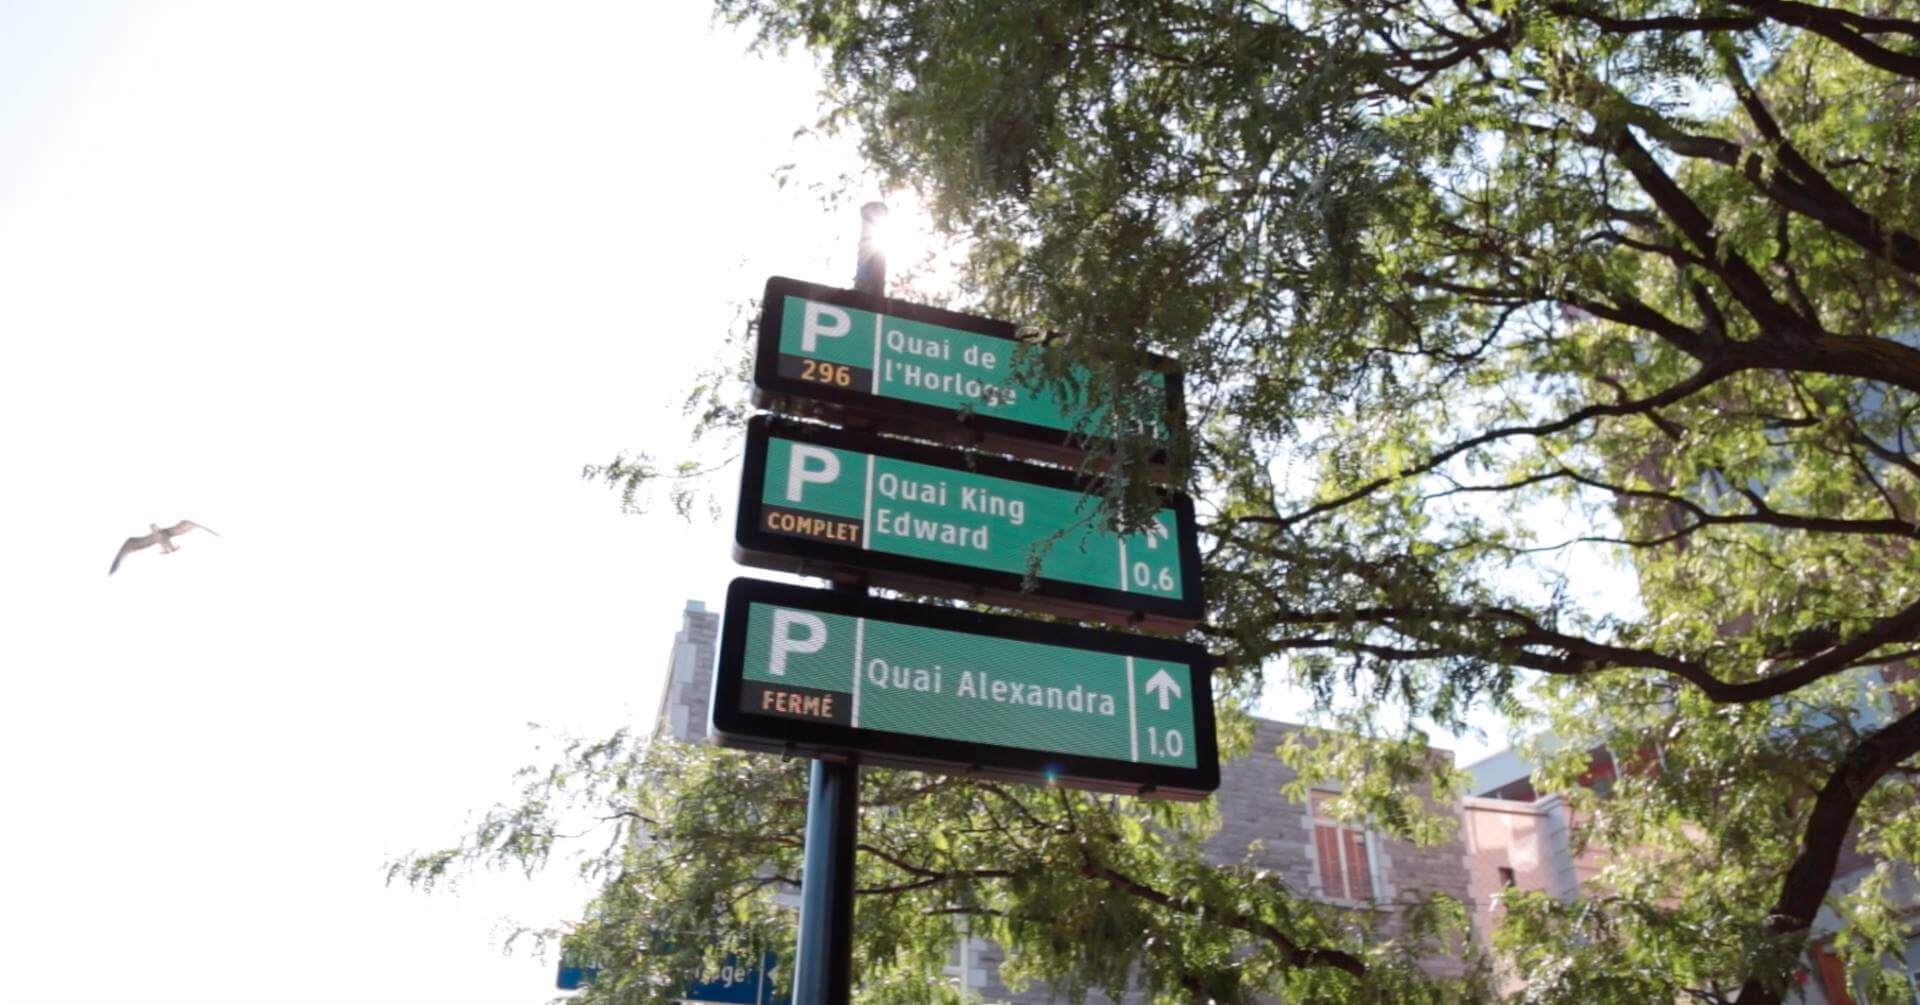 P
296
Quai de
l'Horloge
P
COMPLET
Quai King
Edward
0,6
P
FERMÉ
Quai Alexandra
1,0